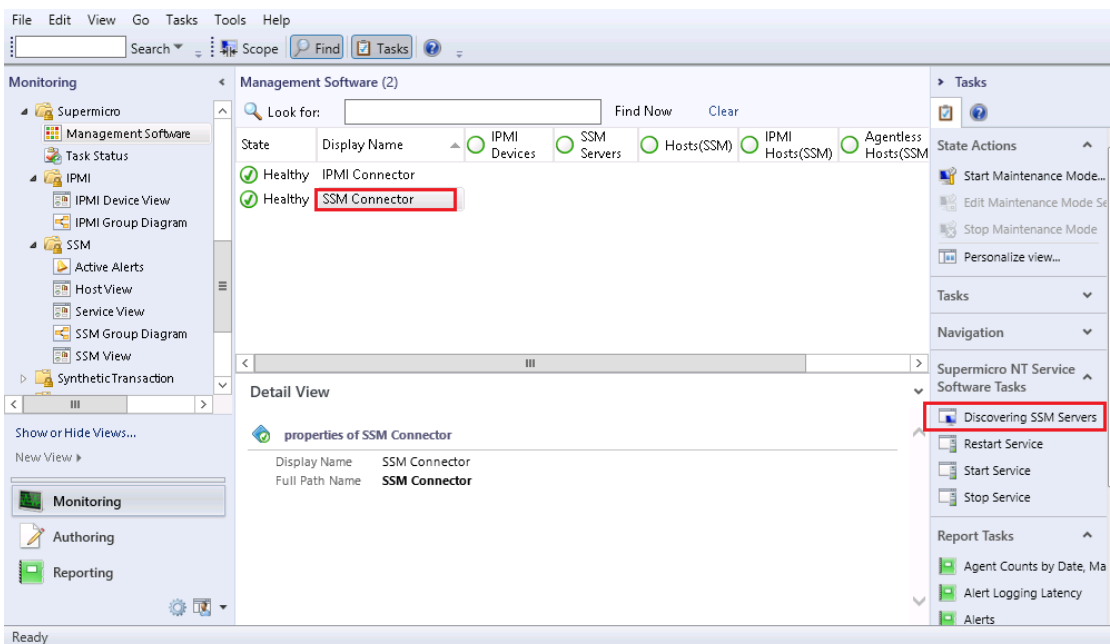 File Edit View Go Tasks Tools Help
Search Scope Find Tasks
Monitoring
Supermicro
Management Software
Task Status
IPMI
IPMI Device View
IPMI Group Diagram
SSM
Active Alerts
Host View
Service View
SSM Group Diagram
SSM View
Synthetic Transaction
Show or Hide Views...
New View
Monitoring
Authoring
Reporting
Management Software (2)
Look for: Find Now Clear
State Display Name IPMI Devices SSM Servers Hosts(SSM) IPMI Hosts(SSM) Agentless Hosts(SSM
Healthy IPMI Connector
Healthy SSM Connector
Detail View
properties of SSM Connector
Display Name SSM Connector
Full Path Name SSM Connector
Tasks
State Actions
Start Maintenance Mode...
Edit Maintenance Mode Se
Stop Maintenance Mode
Personalize view...
Tasks
Navigation
Supermicro NT Service
Software Tasks
Discovering SSM Servers
Restart Service
Start Service
Stop Service
Report Tasks
Agent Counts by Date, Ma
Alert Logging Latency
Alerts
Ready